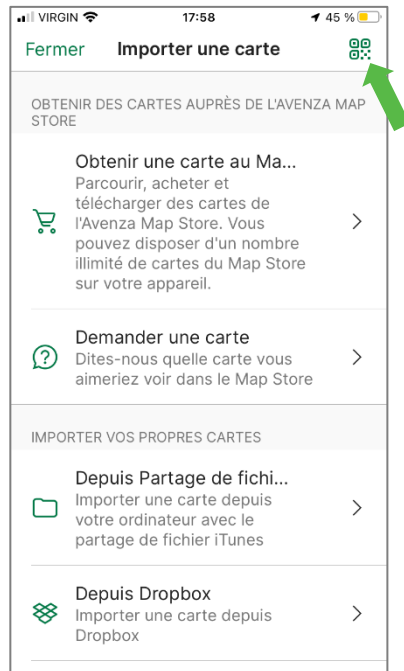 VIRGIN 17:58 45 %
Fermer Importer une carte
OBTENIR DES CARTES AUPRÈS DE L'AVENZA MAP
STORE
Obtenir une carte au Ma...
Parcourir, acheter et
télécharger des cartes de
l'Avenza Map Store. Vous
pouvez disposer d'un nombre
illimité de cartes du Map Store
sur votre appareil.
Demander une carte
Dites-nous quelle carte vous
aimeriez voir dans le Map Store
IMPORTER VOS PROPRES CARTES
Depuis Partage de fichi...
Importer une carte depuis
votre ordinateur avec le
partage de fichier iTunes
Depuis Dropbox
Importer une carte depuis
Dropbox